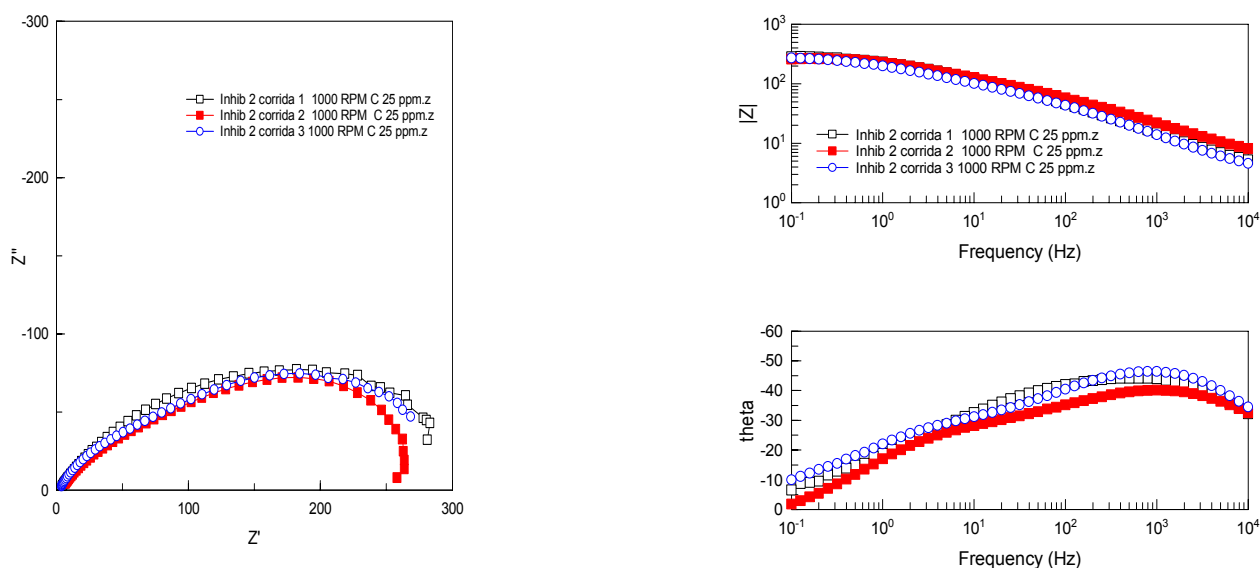 -300
-200
-100
0
Z''
Inhib 2 corrida 1  1000 RPM C 25 ppm.z
Inhib 2 corrida 2  1000 RPM  C 25 ppm.z
Inhib 2 corrida 3 1000 RPM C 25 ppm.z
0 100 200 300
Z'
10³
10²
10¹
10⁰
|Z|
Inhib 2 corrida 1  1000 RPM C 25 ppm.z
Inhib 2 corrida 2  1000 RPM  C 25 ppm.z
Inhib 2 corrida 3 1000 RPM C 25 ppm.z
10⁻¹ 10⁰ 10¹ 10² 10³ 10⁴
Frequency (Hz)
-60
-50
-40
-30
-20
-10
0
theta
10⁻¹ 10⁰ 10¹ 10² 10³ 10⁴
Frequency (Hz)